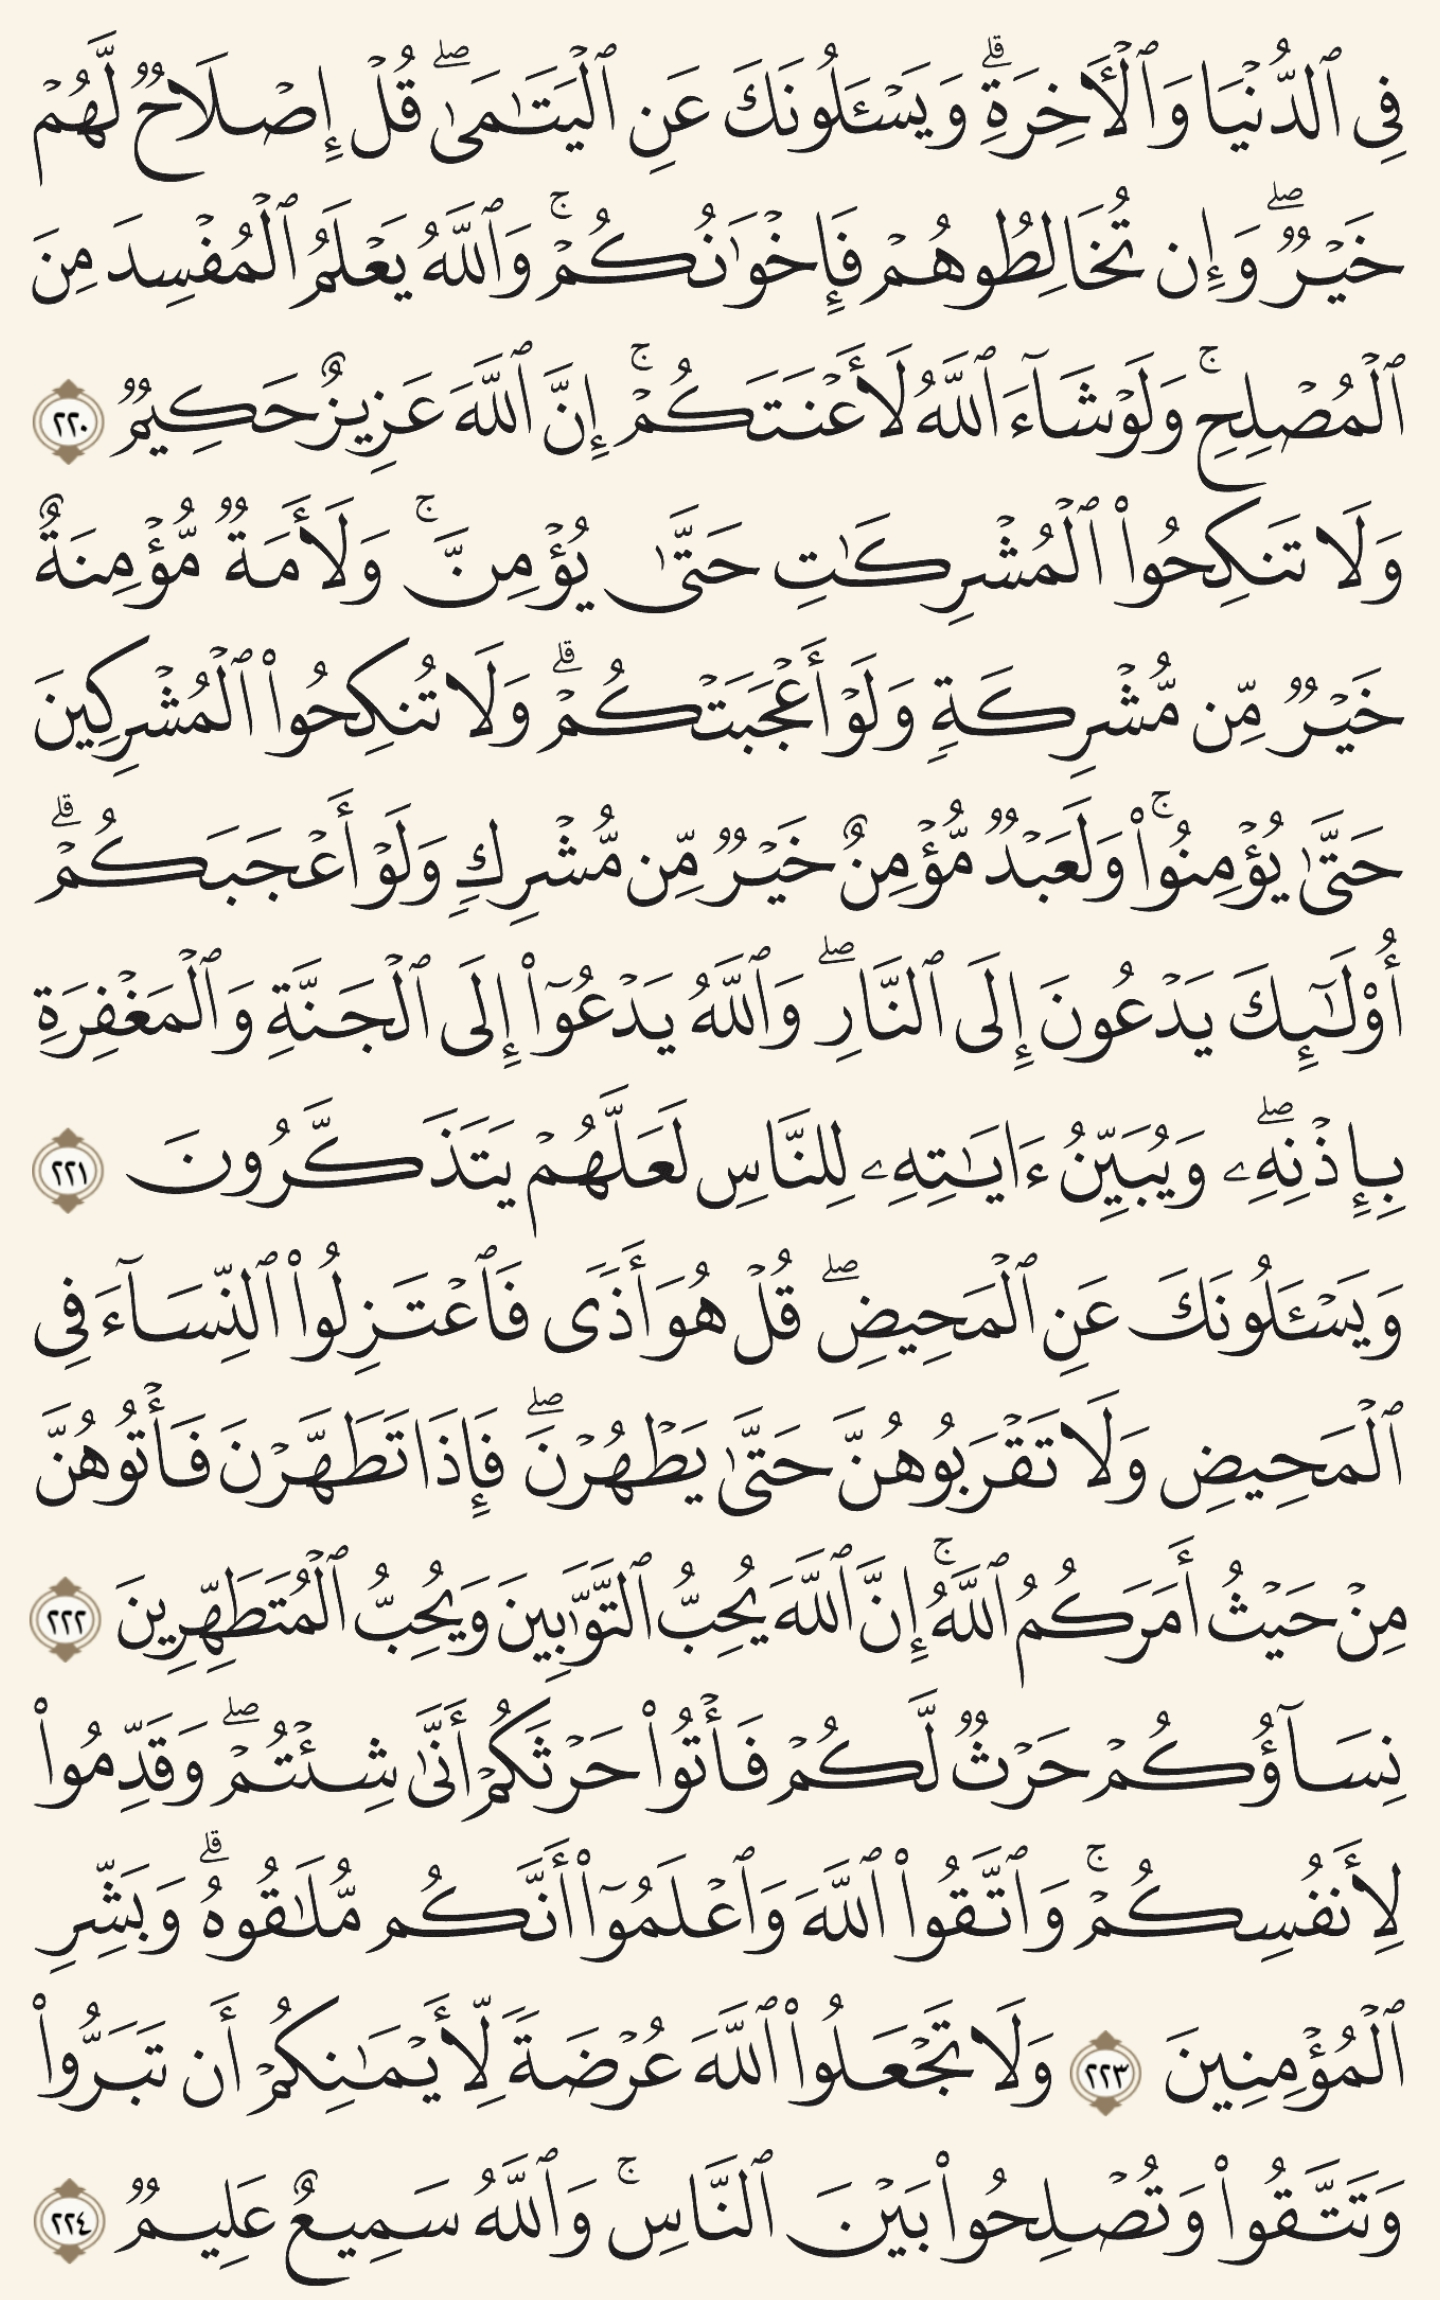 فِي ٱلدُّنۡيَا وَٱلۡأٓخِرَةِۗ وَيَسۡـَٔلُونَكَ عَنِ ٱلۡيَتَٰمَىٰۖ قُلۡ إِصۡلَاحٞ لَّهُمۡ
خَيۡرٞۖ وَإِن تُخَالِطُوهُمۡ فَإِخۡوَٰنُكُمۡۚ وَٱللَّهُ يَعۡلَمُ ٱلۡمُفۡسِدَ مِنَ
ٱلۡمُصۡلِحِۚ وَلَوۡ شَآءَ ٱللَّهُ لَأَعۡنَتَكُمۡۚ إِنَّ ٱللَّهَ عَزِيزٌ حَكِيمٞ ٢٢٠
وَلَا تَنكِحُواْ ٱلۡمُشۡرِكَٰتِ حَتَّىٰ يُؤۡمِنَّۚ وَلَأَمَةٞ مُّؤۡمِنَةٌ
خَيۡرٞ مِّن مُّشۡرِكَةٖ وَلَوۡ أَعۡجَبَتۡكُمۡۗ وَلَا تُنكِحُواْ ٱلۡمُشۡرِكِينَ
حَتَّىٰ يُؤۡمِنُواْۚ وَلَعَبۡدٞ مُّؤۡمِنٌ خَيۡرٞ مِّن مُّشۡرِكٖ وَلَوۡ أَعۡجَبَكُمۡۗ
أُوْلَٰٓئِكَ يَدۡعُونَ إِلَى ٱلنَّارِۖ وَٱللَّهُ يَدۡعُوٓاْ إِلَى ٱلۡجَنَّةِ وَٱلۡمَغۡفِرَةِ
بِإِذۡنِهِۦۖ وَيُبَيِّنُ ءَايَٰتِهِۦ لِلنَّاسِ لَعَلَّهُمۡ يَتَذَكَّرُونَ ٢٢١
وَيَسۡـَٔلُونَكَ عَنِ ٱلۡمَحِيضِۖ قُلۡ هُوَ أَذٗى فَٱعۡتَزِلُواْ ٱلنِّسَآءَ فِي
ٱلۡمَحِيضِ وَلَا تَقۡرَبُوهُنَّ حَتَّىٰ يَطۡهُرۡنَۖ فَإِذَا تَطَهَّرۡنَ فَأۡتُوهُنَّ
مِنۡ حَيۡثُ أَمَرَكُمُ ٱللَّهُۚ إِنَّ ٱللَّهَ يُحِبُّ ٱلتَّوَّٰبِينَ وَيُحِبُّ ٱلۡمُتَطَهِّرِينَ ٢٢٢
نِسَآؤُكُمۡ حَرۡثٞ لَّكُمۡ فَأۡتُواْ حَرۡثَكُمۡ أَنَّىٰ شِئۡتُمۡۖ وَقَدِّمُواْ
لِأَنفُسِكُمۡۚ وَٱتَّقُواْ ٱللَّهَ وَٱعۡلَمُوٓاْ أَنَّكُم مُّلَٰقُوهُۗ وَبَشِّرِ
ٱلۡمُؤۡمِنِينَ ٢٢٣ وَلَا تَجۡعَلُواْ ٱللَّهَ عُرۡضَةٗ لِّأَيۡمَٰنِكُمۡ أَن تَبَرُّواْ
وَتَتَّقُواْ وَتُصۡلِحُواْ بَيۡنَ ٱلنَّاسِۚ وَٱللَّهُ سَمِيعٌ عَلِيمٞ ٢٢٤